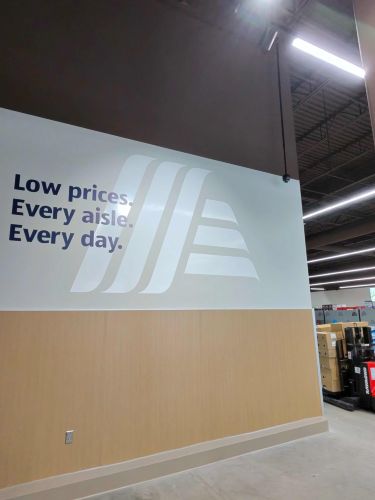 Low prices.
Every aisle.
Every day.